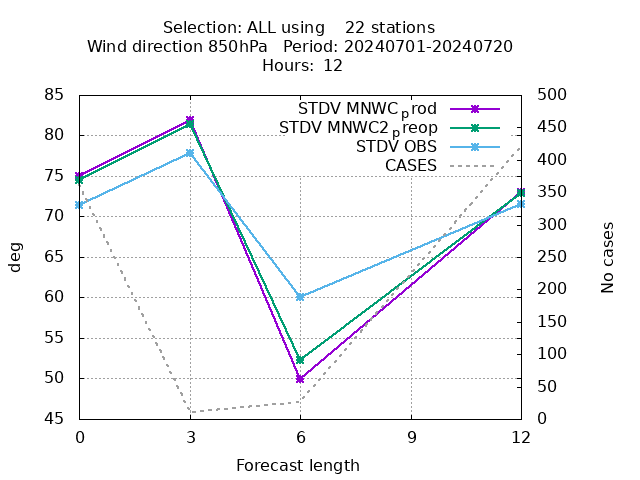 Selection: ALL using    22 stations
Wind direction 850hPa   Period: 20240701-20240720
Hours: 12
STDV MNWCprod
STDV MNWC2preop
STDV OBS
CASES
85
80
75
70
65
60
55
50
45
deg
500
450
400
350
300
250
200
150
100
50
0
No cases
0 3 6 9 12
Forecast length